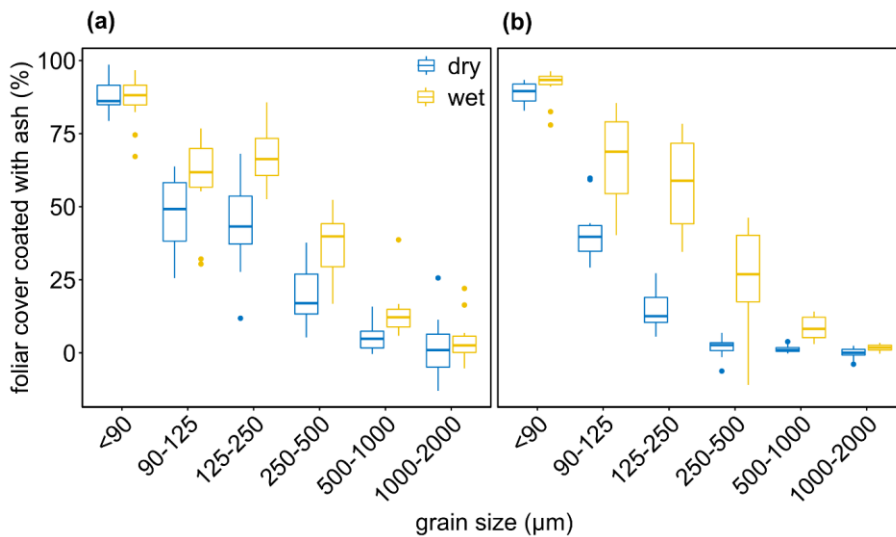 (a)
(b)
foliar cover coated with ash (%)
100
75
50
25
0
dry
wet
<90
90-125
125-250
250-500
500-1000
1000-2000
<90
90-125
125-250
250-500
500-1000
1000-2000
grain size (µm)